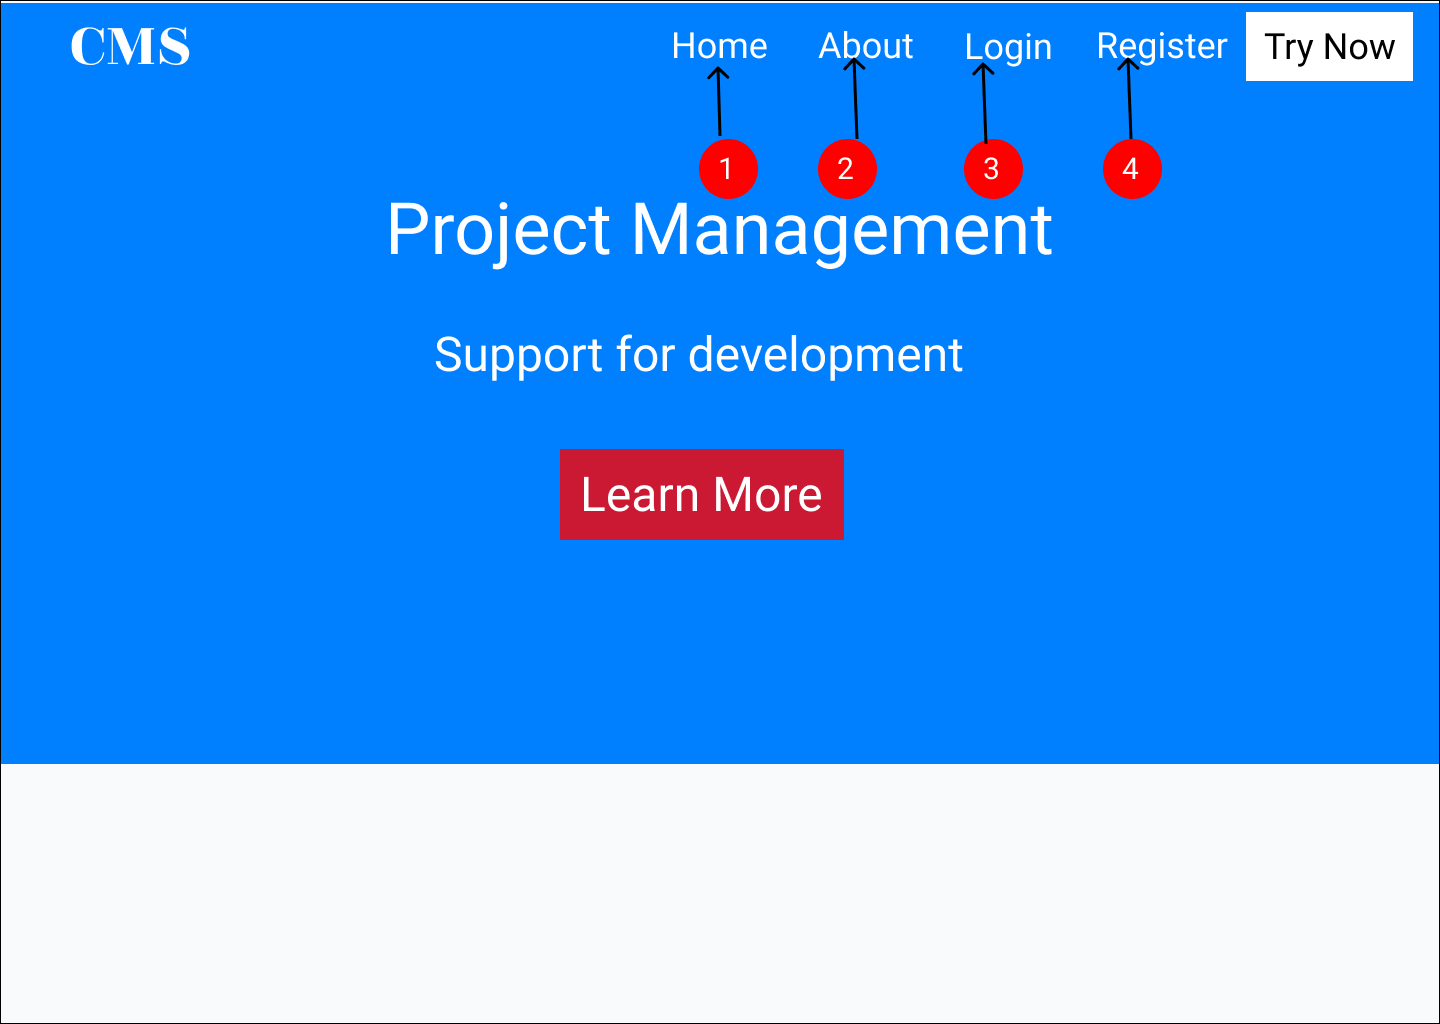 CMS
Home About Login Register Try Now
1 2 3 4
Project Management
Support for development
Learn More